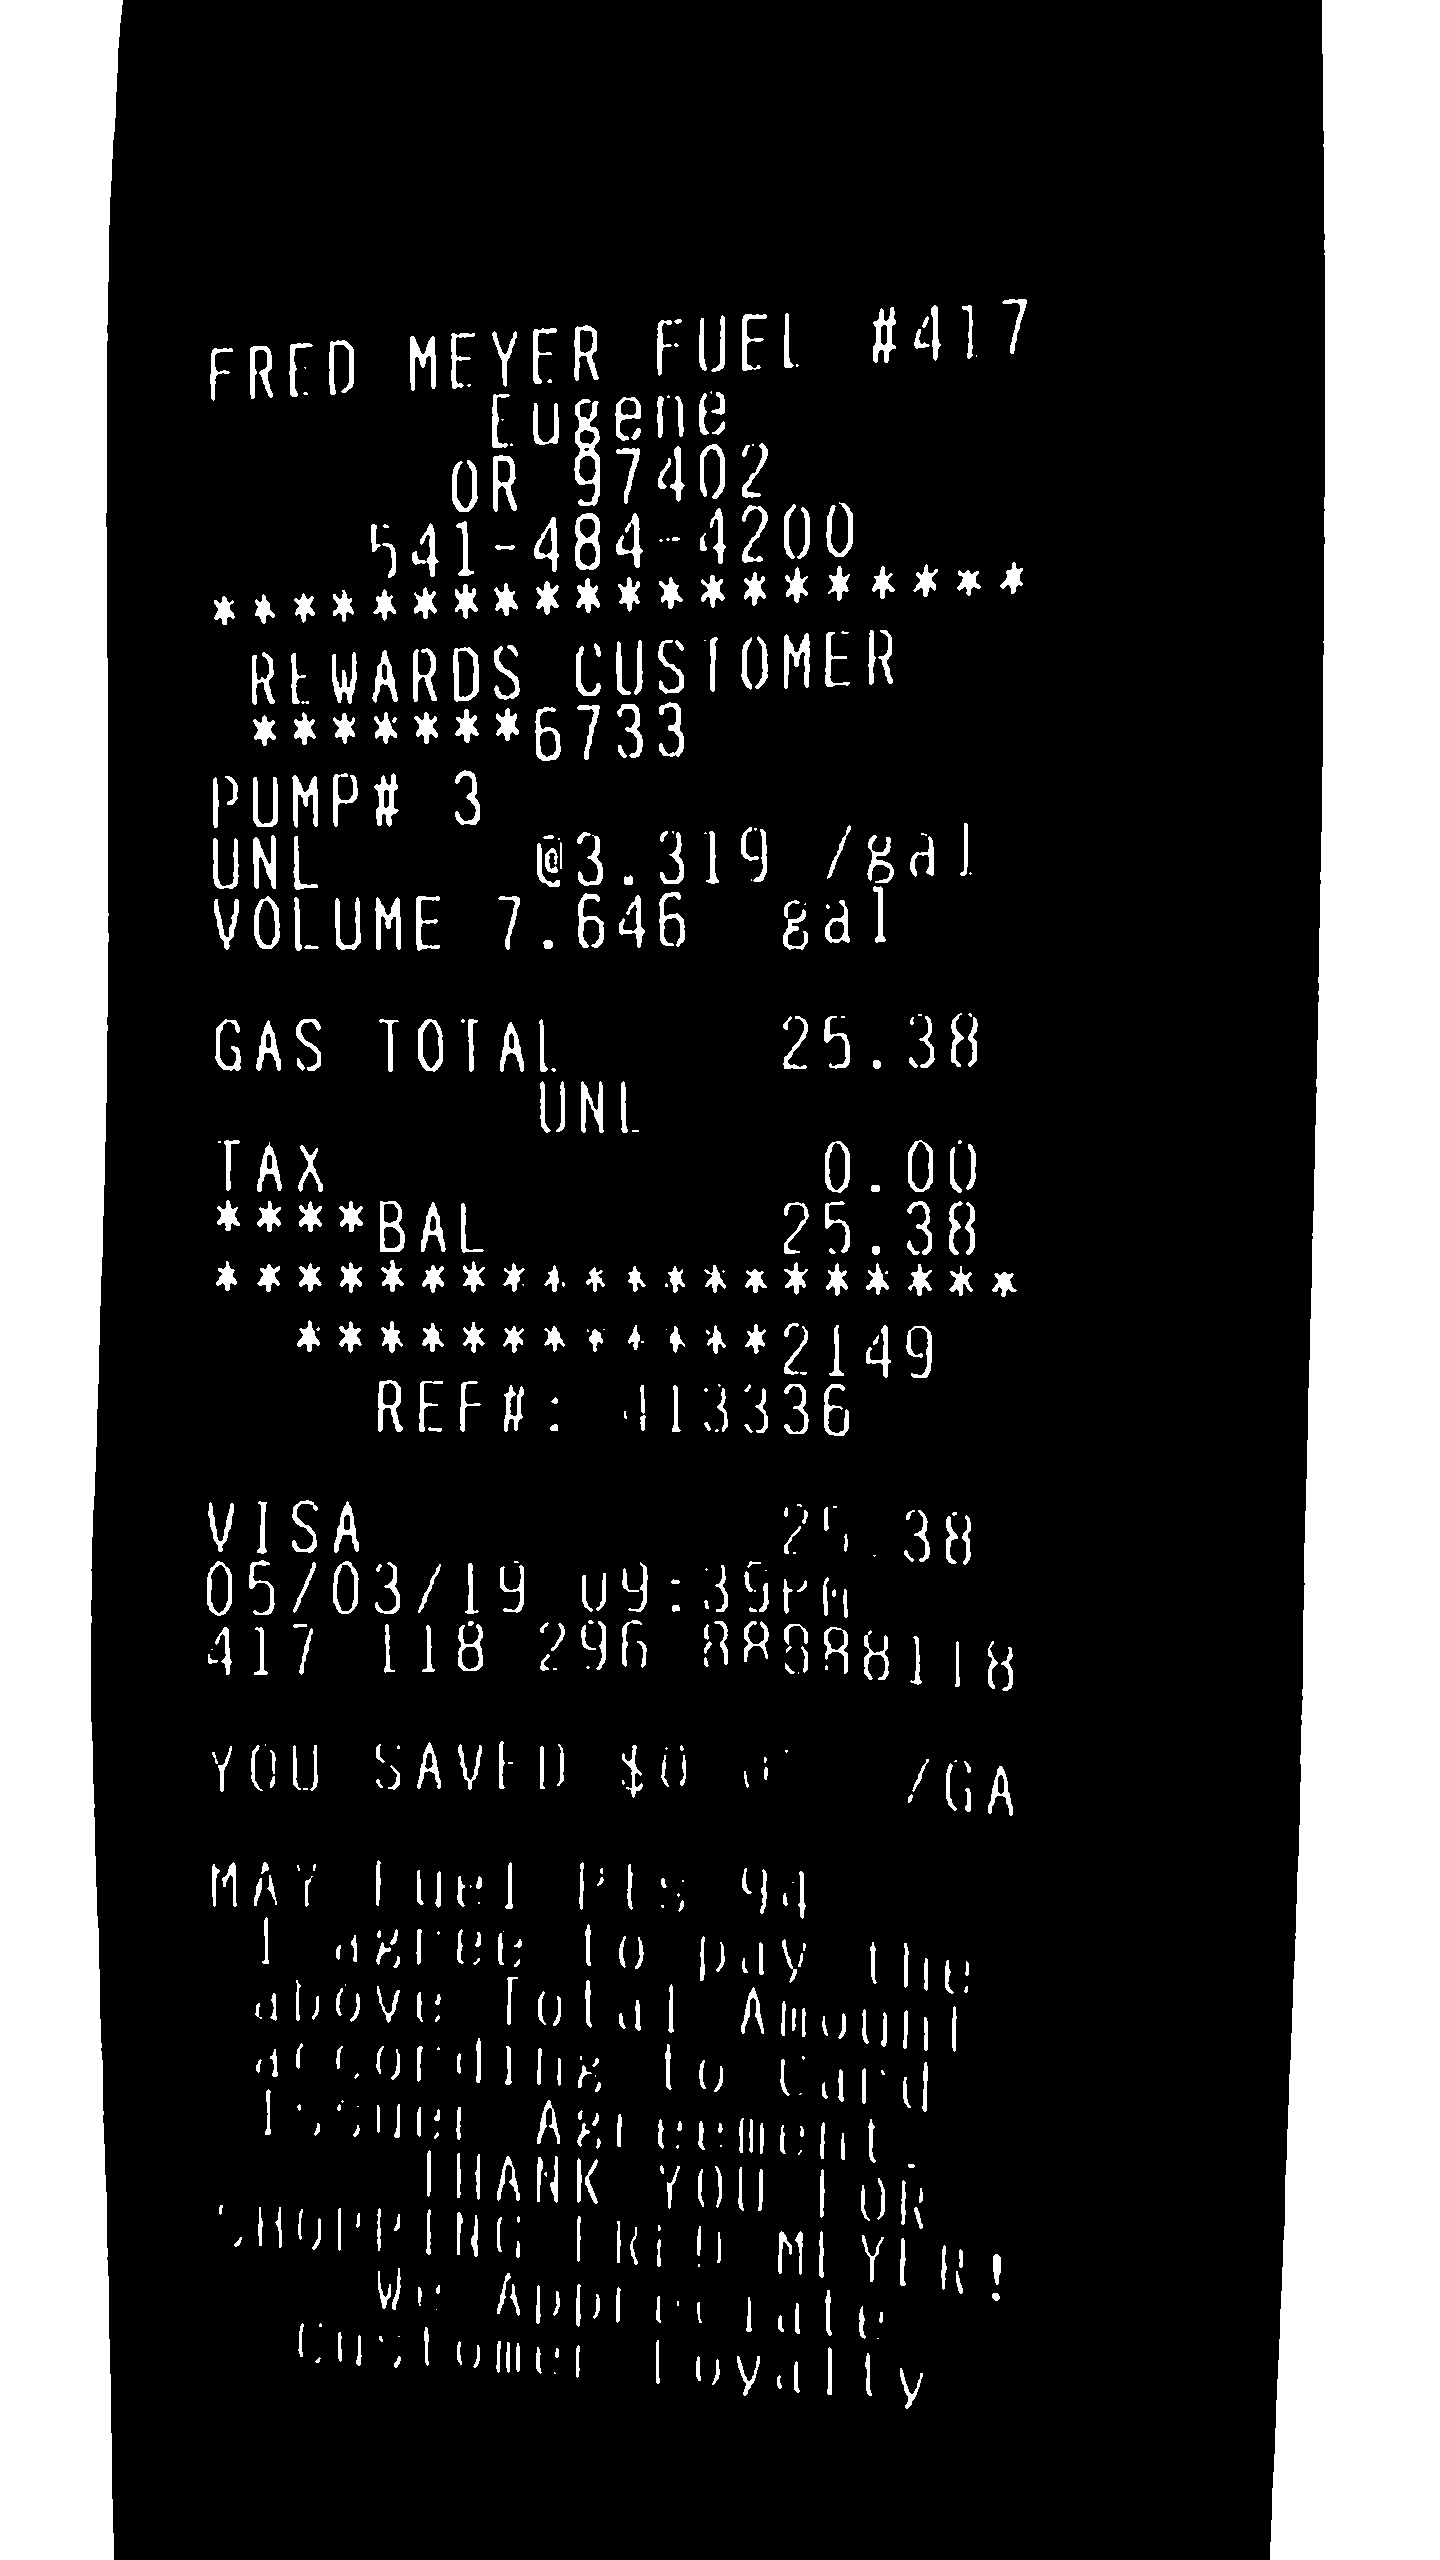 FRED MEYER FUEL #417
Eugene
OR 97402
541-484-4200
********************
REWARDS CUSTOMER
*******6733
PUMP# 3
UNL @3.319 /gal
VOLUME 7.646 gal
GAS TOTAL 25.38
UNL
TAX 0.00
****BAL 25.38
********************
************2149
REF#: 413336
VISA 25.38
05/03/19 09:39PM
417 118 296 88888118
YOU SAVED /GA
MAY Fuel Pts 94
I agree to pay the
above Total Amount
according to Card
Issuer Agreement.
THANK YOU FOR
SHOPPING FRED MEYER!
We Appreciate
Customer Loyalty